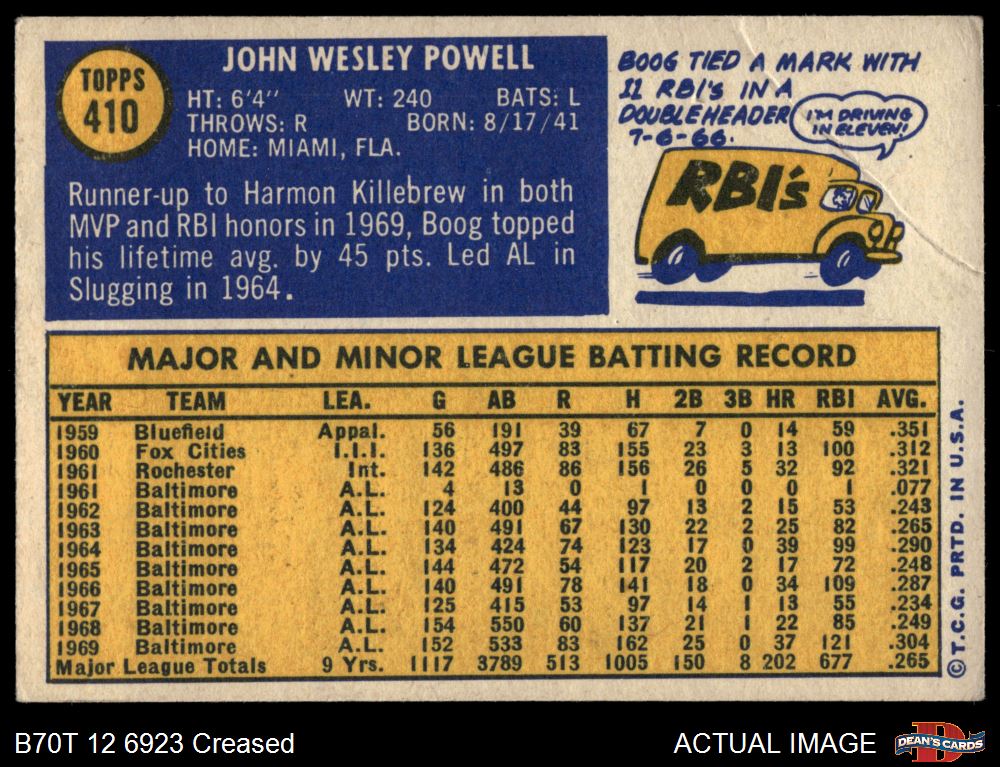 TOPPS
410
JOHN WESLEY POWELL
HT: 6'4" WT: 240 BATS: L
THROWS: R BORN: 8/17/41
HOME: MIAMI, FLA.
Runner-up to Harmon Killebrew in both
MVP and RBI honors in 1969, Boog topped
his lifetime avg. by 45 pts. Led AL in
Slugging in 1964.
BOOG TIED A MARK WITH
11 RBI'S IN A
DOUBLEHEADER
7-6-66.
I'M DRIVING
IN ELEVEN!
RBI's
MAJOR AND MINOR LEAGUE BATTING RECORD
YEAR TEAM LEA. G AB R H 2B 3B HR RBI AVG.
1959 Bluefield Appal. 56 191 39 67 7 0 14 59 .351
1960 Fox Cities I.I.I. 136 497 83 155 23 3 13 100 .312
1961 Rochester Int. 142 486 86 156 26 5 32 92 .321
1961 Baltimore A.L. 4 13 0 1 0 0 0 1 .077
1962 Baltimore A.L. 124 400 44 97 13 2 15 53 .243
1963 Baltimore A.L. 140 491 67 130 22 2 25 82 .265
1964 Baltimore A.L. 134 424 74 123 17 0 39 99 .290
1965 Baltimore A.L. 144 472 54 117 20 2 17 72 .248
1966 Baltimore A.L. 140 491 78 141 18 0 34 109 .287
1967 Baltimore A.L. 125 415 53 97 14 1 13 55 .234
1968 Baltimore A.L. 154 550 60 137 21 1 22 85 .249
1969 Baltimore A.L. 152 533 83 162 25 0 37 121 .304
Major League Totals 9 Yrs. 1117 3789 513 1005 150 8 202 677 .265
© T.C.G. PRTD. IN U.S.A.
B70T 12 6923 Creased
ACTUAL IMAGE
D
DEAN'S CARDS